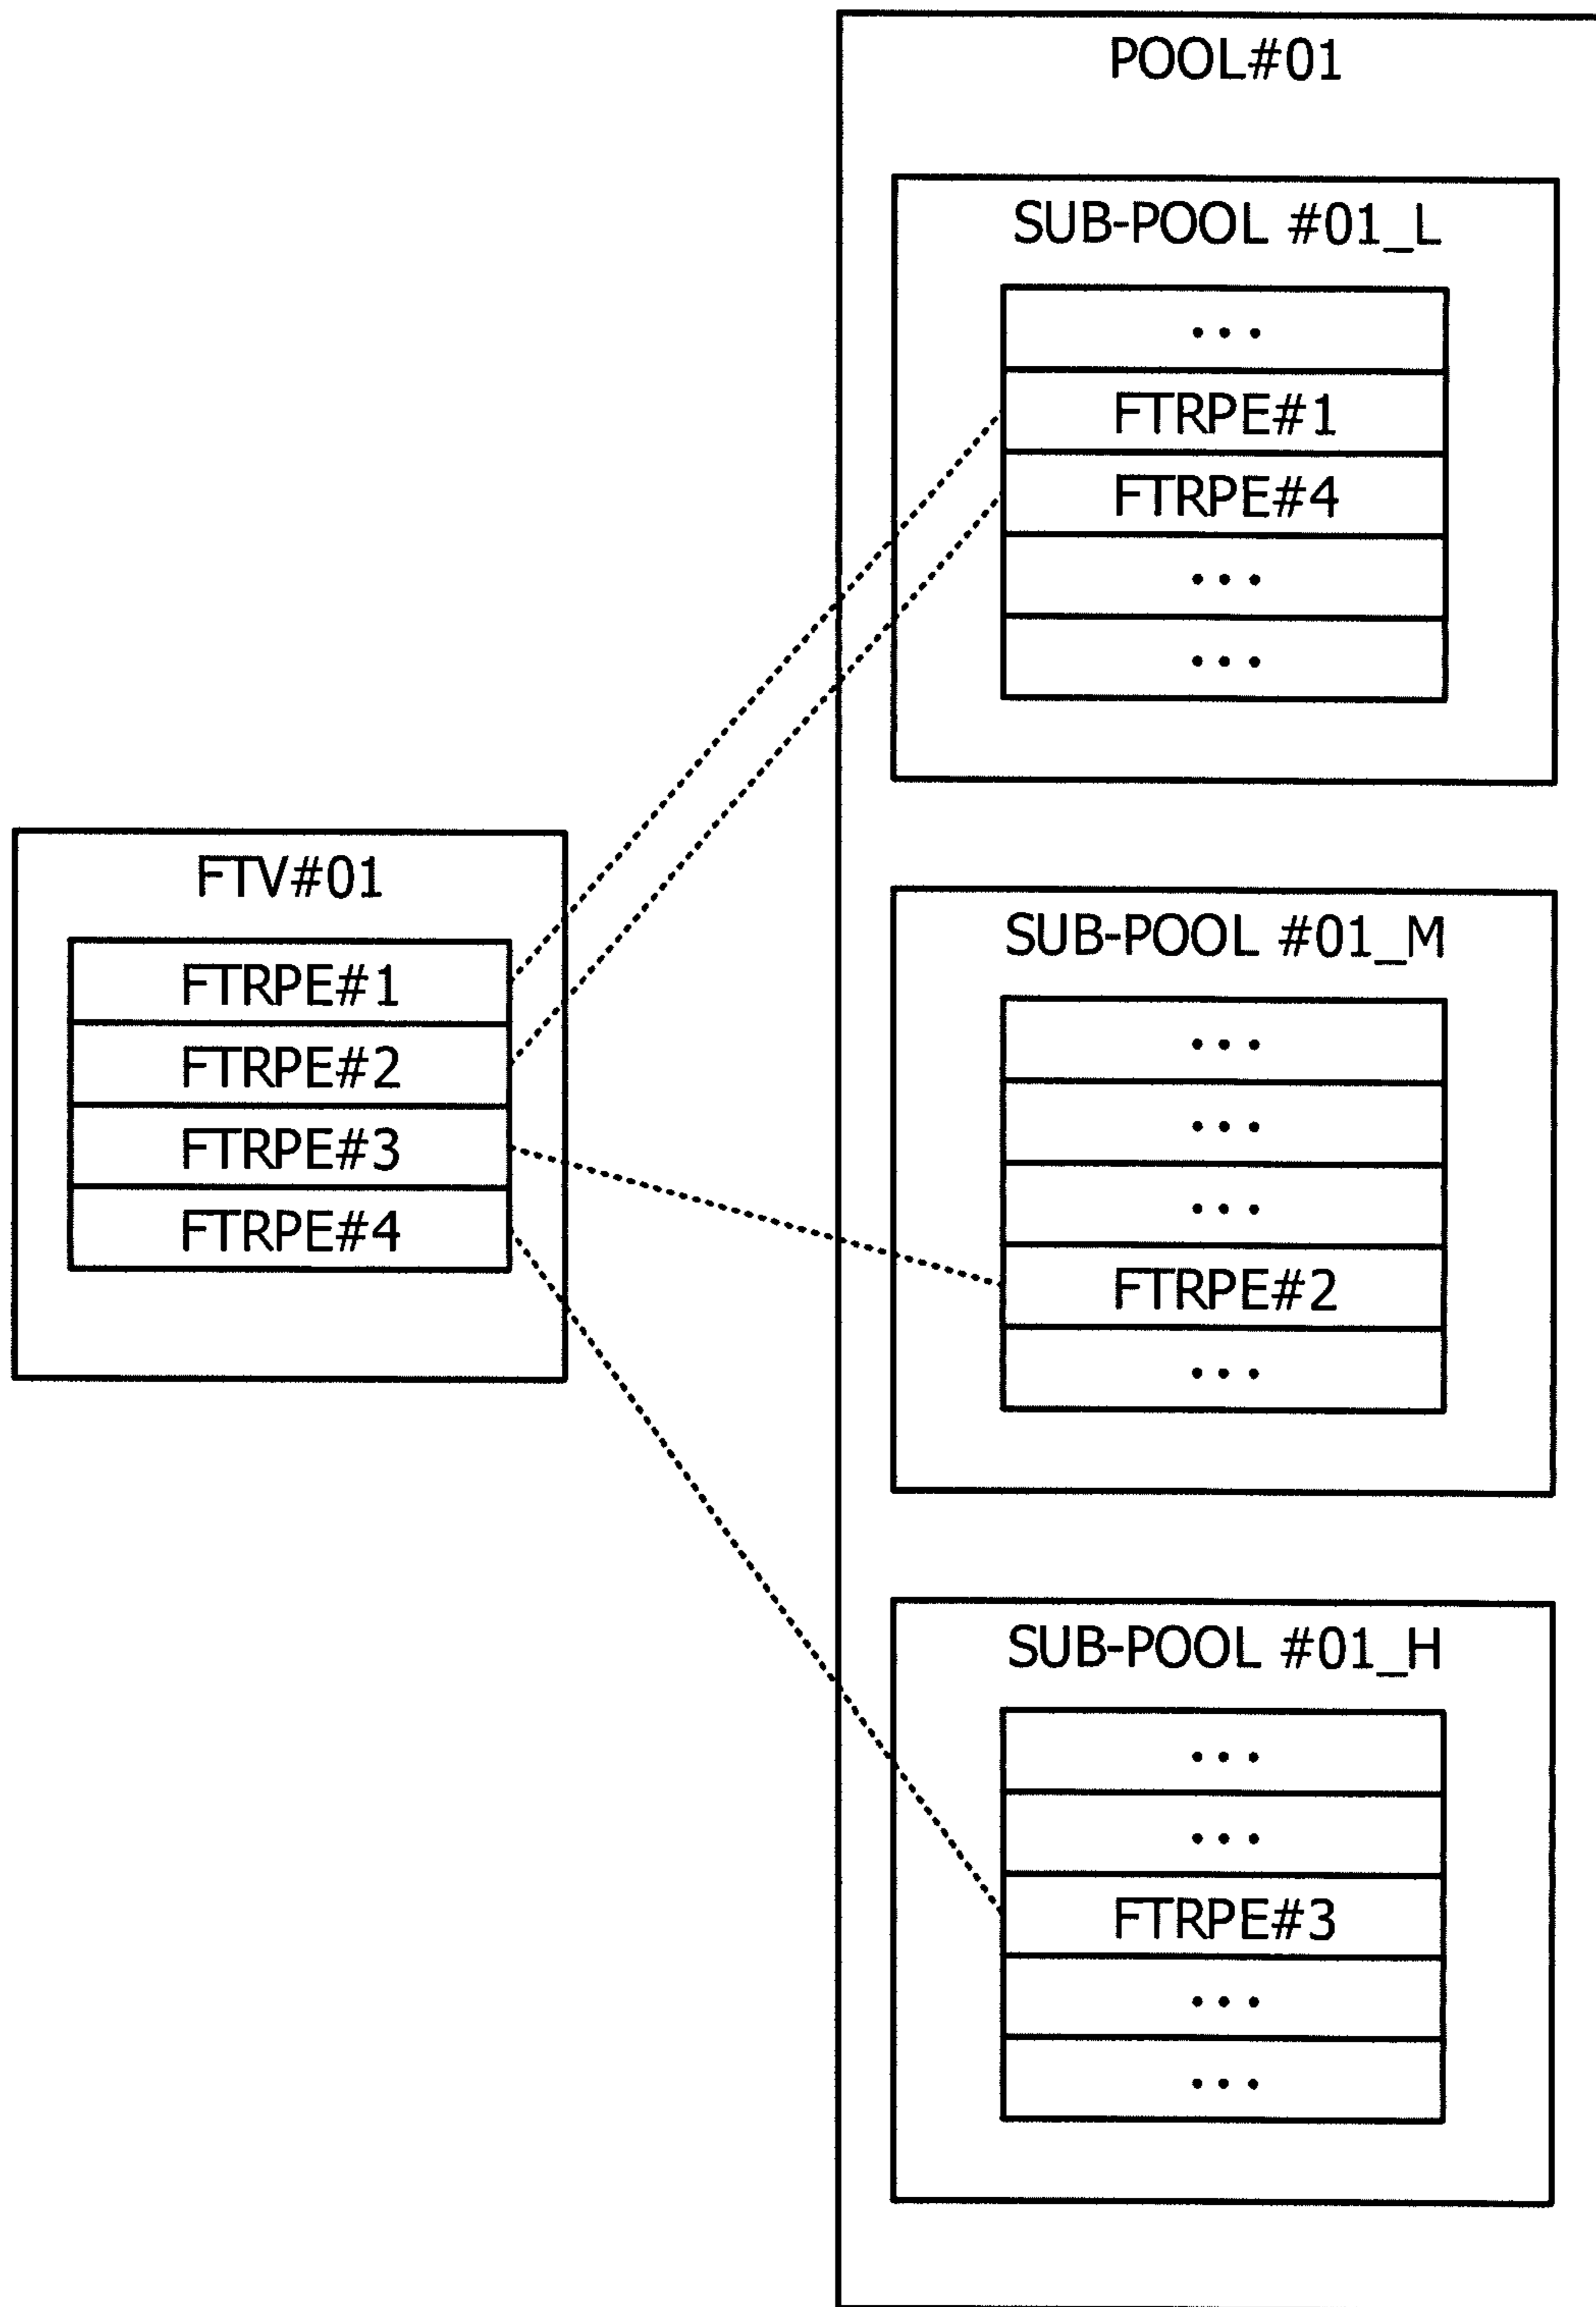 POOL#01
SUB-POOL #01_L
...
FTRPE#1
FTRPE#4
...
...
FTV#01
FTRPE#1
FTRPE#2
FTRPE#3
FTRPE#4
SUB-POOL #01_M
...
...
...
FTRPE#2
...
SUB-POOL #01_H
...
...
FTRPE#3
...
...